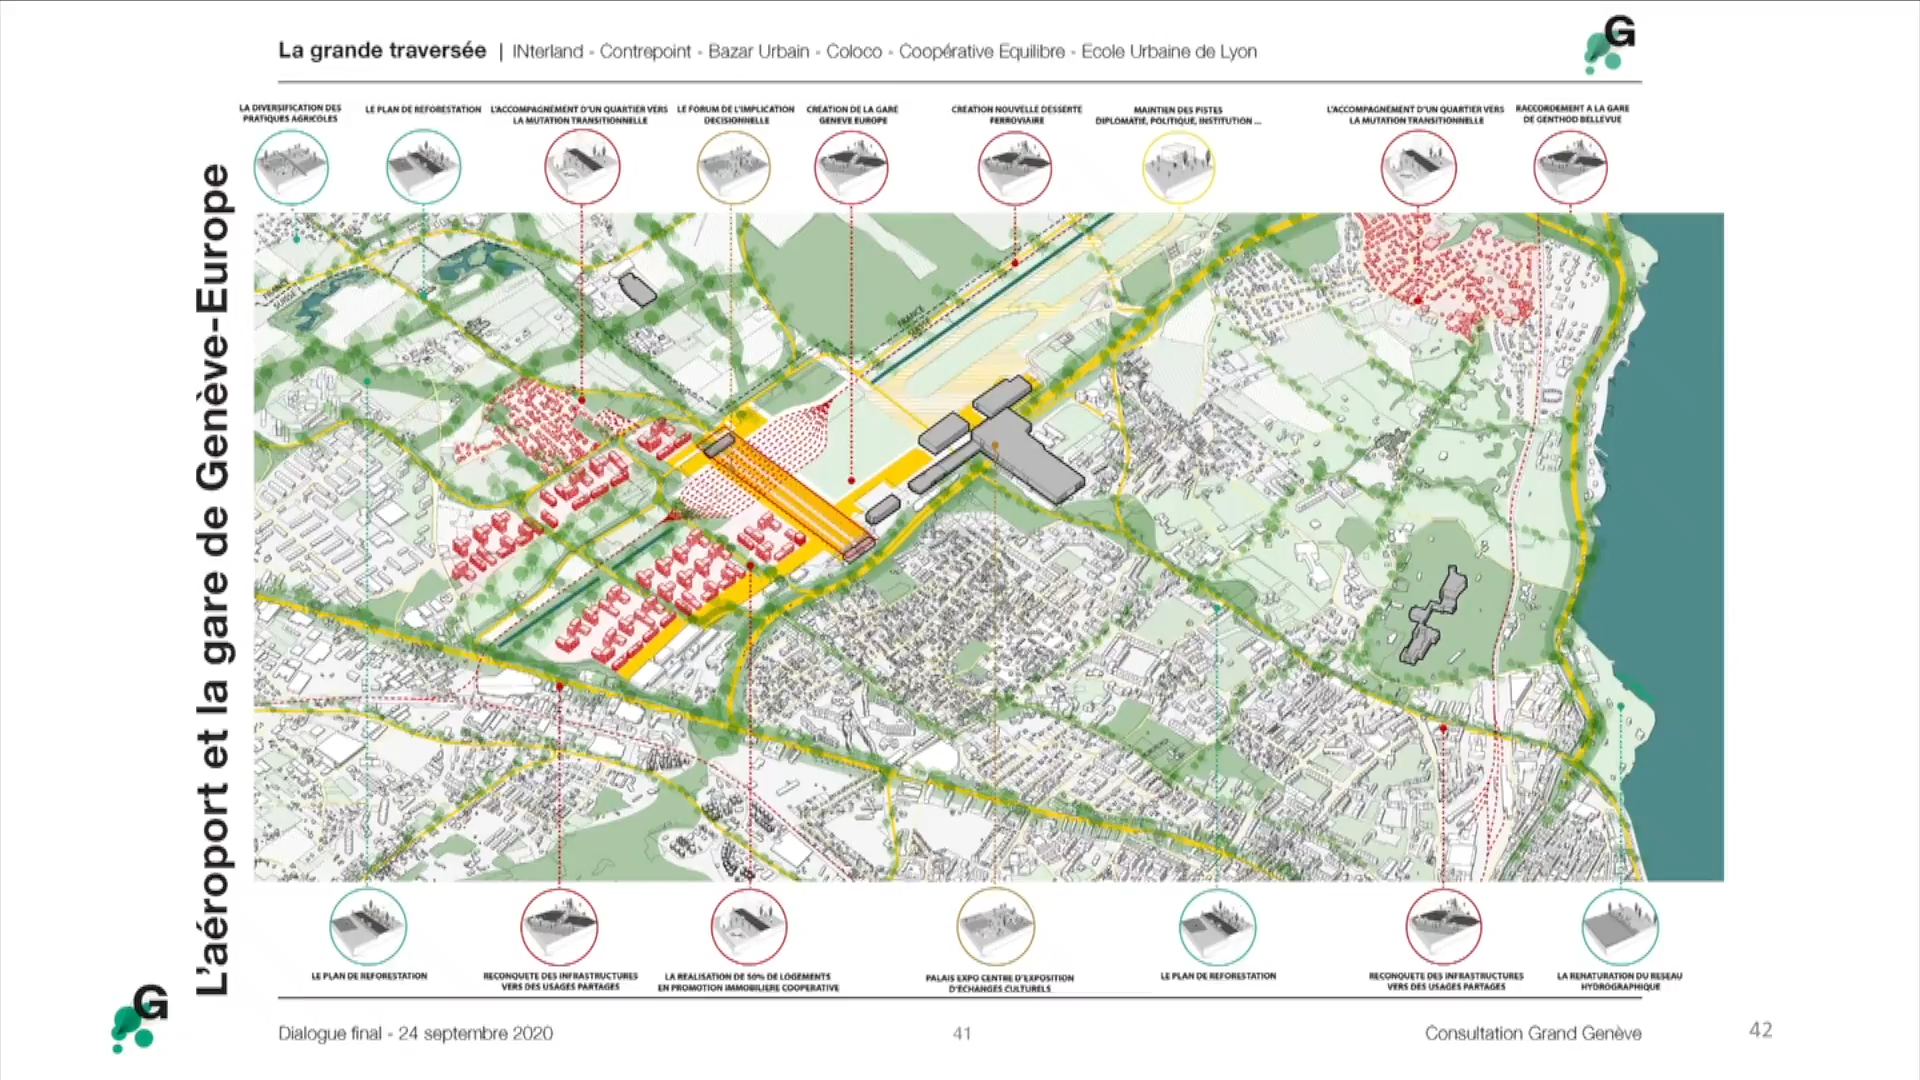 La grande traversée | INterland - Contrepoint - Bazar Urbain - Coloco - Coopérative Equilibre - Ecole Urbaine de Lyon
G
LA DIVERSIFICATION DES
PRATIQUES AGRICOLES
LE PLAN DE REFORESTATION
L'ACCOMPAGNEMENT D'UN QUARTIER VERS
LA MUTATION TRANSITIONNELLE
LE FORUM DE L'IMPLICATION
DECISIONNELLE
CREATION DE LA GARE
GENEVE EUROPE
CREATION NOUVELLE DESSERTE
FERROVIAIRE
MAINTIEN DES PISTES
DIPLOMATIE, POLITIQUE, INSTITUTION ...
L'ACCOMPAGNEMENT D'UN QUARTIER VERS
LA MUTATION TRANSITIONNELLE
RACCORDEMENT A LA GARE
DE GENTHOD BELLEVUE
L'aéroport et la gare de Genève-Europe
FRANCE
SUISSE
FRANCE
SUISSE
LE PLAN DE REFORESTATION
RECONQUETE DES INFRASTRUCTURES
VERS DES USAGES PARTAGES
LA REALISATION DE 50% DE LOGEMENTS
EN PROMOTION IMMOBILIERE COOPERATIVE
PALAIS EXPO CENTRE D'EXPOSITION
D'ECHANGES CULTURELS
LE PLAN DE REFORESTATION
RECONQUETE DES INFRASTRUCTURES
VERS DES USAGES PARTAGES
LA RENATURATION DU RESEAU
HYDROGRAPHIQUE
G
Dialogue final - 24 septembre 2020
41
Consultation Grand Genève
42